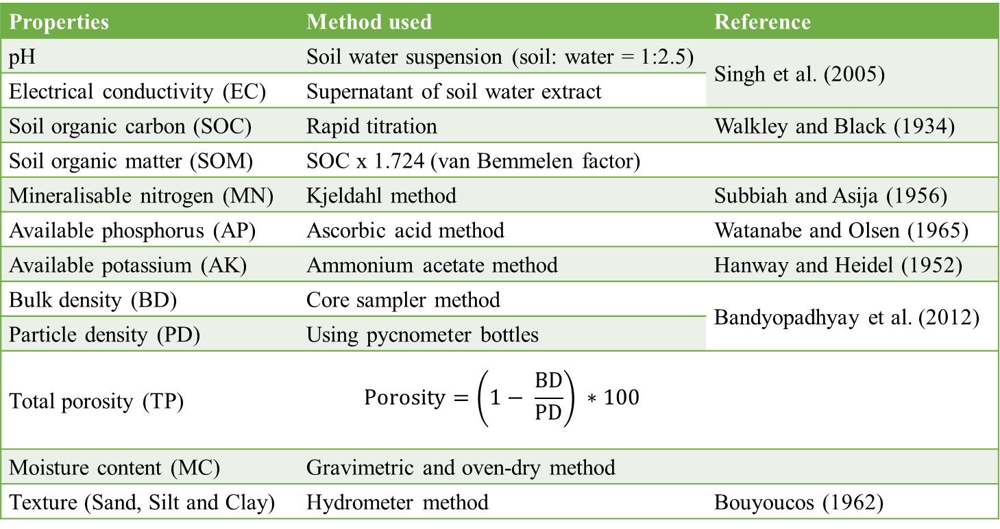 Properties Method used Reference
pH Soil water suspension (soil: water = 1:2.5)
Singh et al. (2005)
Electrical conductivity (EC) Supernatant of soil water extract
Soil organic carbon (SOC) Rapid titration Walkley and Black (1934)
Soil organic matter (SOM) SOC x 1.724 (van Bemmelen factor)
Mineralisable nitrogen (MN) Kjeldahl method Subbiah and Asija (1956)
Available phosphorus (AP) Ascorbic acid method Watanabe and Olsen (1965)
Available potassium (AK) Ammonium acetate method Hanway and Heidel (1952)
Bulk density (BD) Core sampler method
Bandyopadhyay et al. (2012)
Particle density (PD) Using pycnometer bottles
Total porosity (TP) Porosity = (1 − BD/PD) * 100
Moisture content (MC) Gravimetric and oven-dry method
Texture (Sand, Silt and Clay) Hydrometer method Bouyoucos (1962)